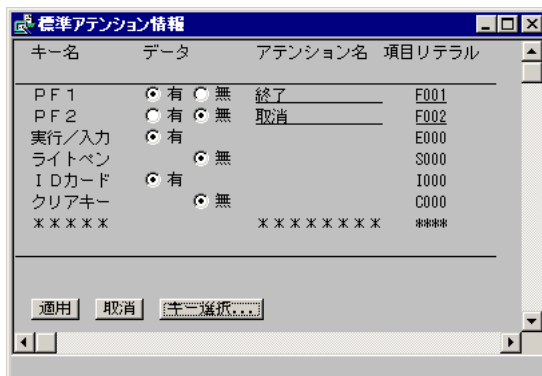 標準アテンション情報
キー名 データ アテンション名 項目リテラル
ＰＦ１ 有 無 終了 F001
ＰＦ２ 有 無 取消 F002
実行／入力 有 E000
ライトペン 無 S000
ＩＤカード 有 I000
クリアキー 無 C000
＊＊＊＊＊ ＊＊＊＊＊＊＊＊ ****
適用 取消 キー選択...